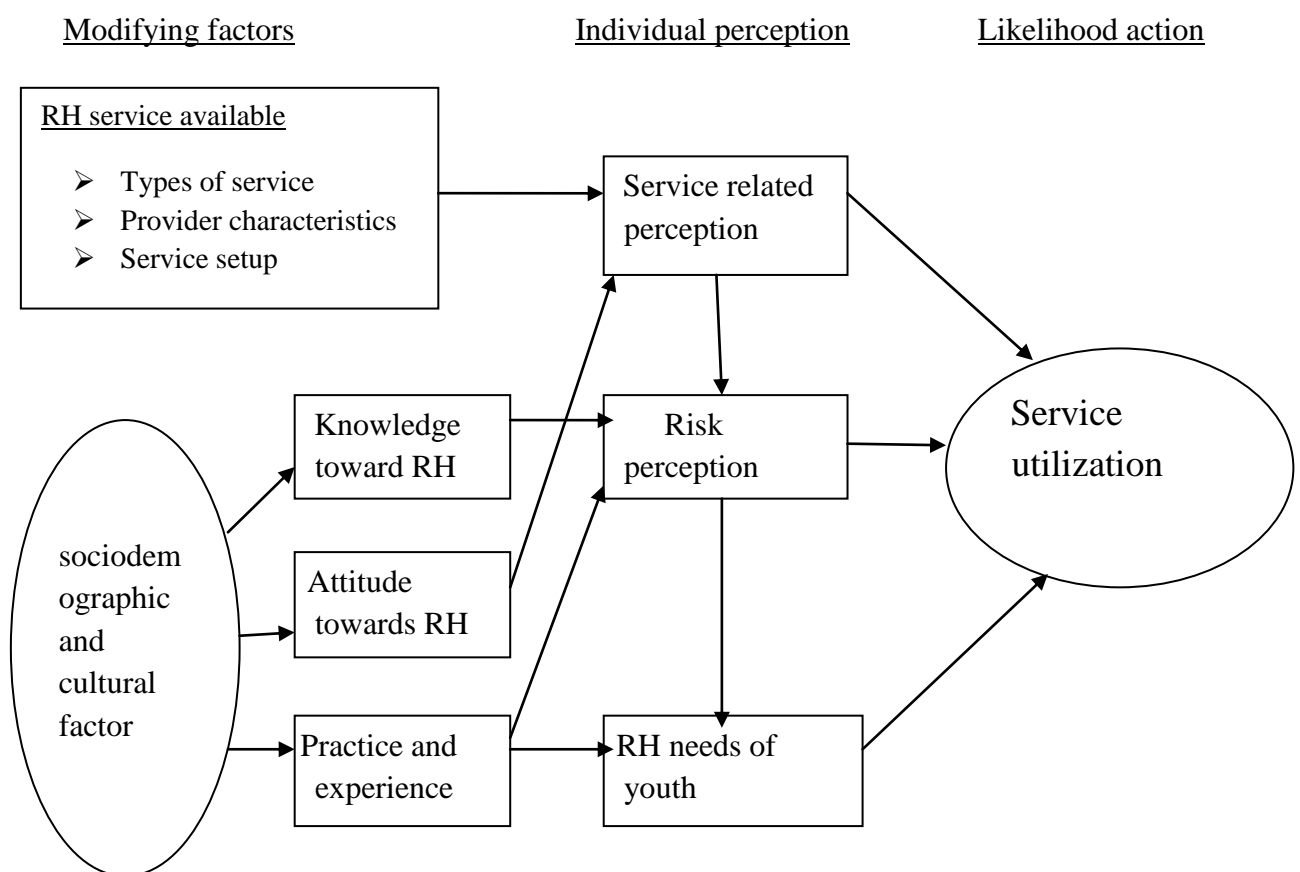 Modifying factors
Individual perception
Likelihood action
RH service available
➢ Types of service
➢ Provider characteristics
➢ Service setup
Service related
perception
Knowledge
toward RH
Risk
perception
Service
utilization
sociodem
ographic
and
cultural
factor
Attitude
towards RH
Practice and
experience
RH needs of
youth